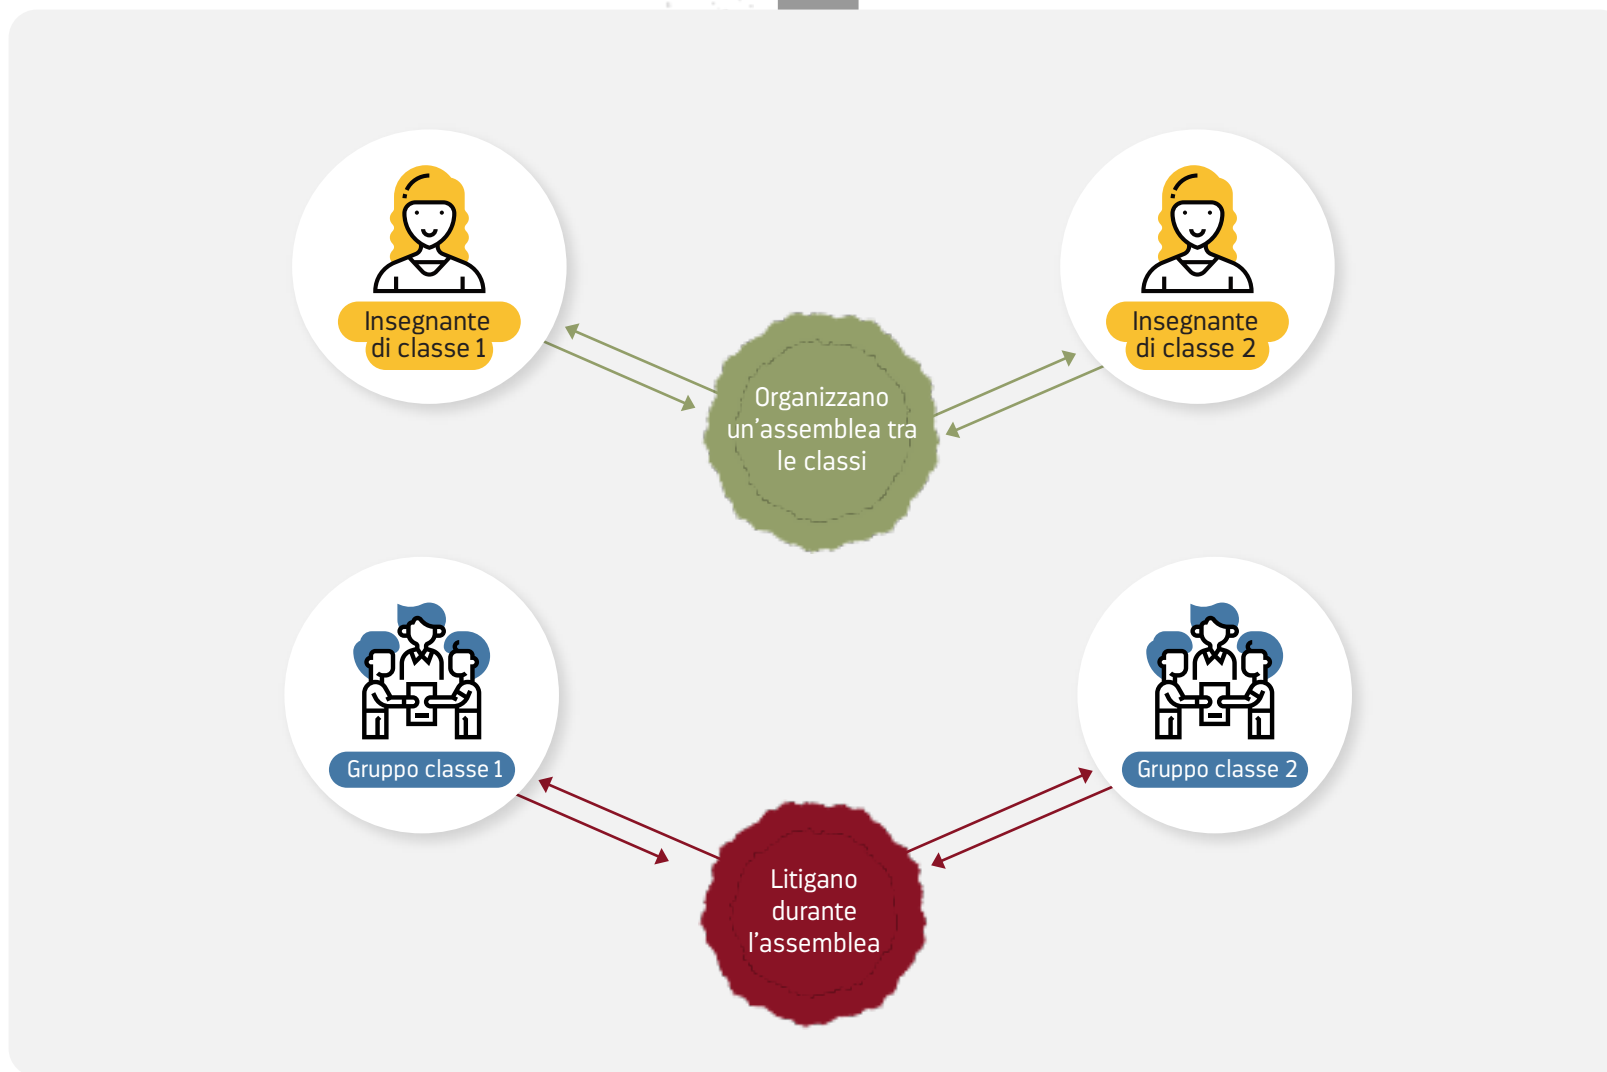 Insegnante
di classe 1
Insegnante
di classe 2
Organizzano
un'assemblea tra
le classi
Gruppo classe 1
Gruppo classe 2
Litigano
durante
l'assemblea